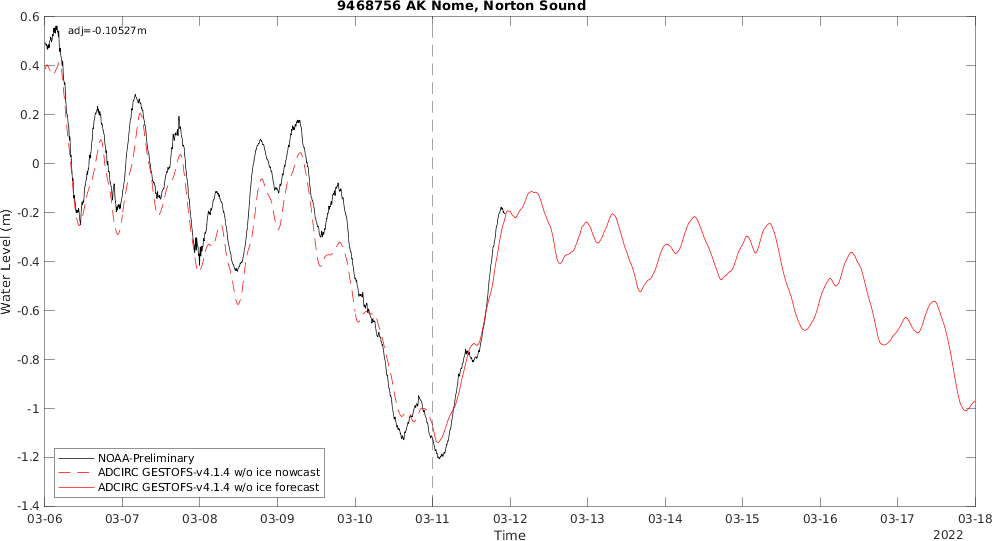 9468756 AK Nome, Norton Sound
adj=-0.10527m
0.6
0.4
0.2
0
-0.2
-0.4
-0.6
-0.8
-1
-1.2
-1.4
Water Level (m)
NOAA-Preliminary
ADCIRC GESTOFS-v4.1.4 w/o ice nowcast
ADCIRC GESTOFS-v4.1.4 w/o ice forecast
03-06 03-07 03-08 03-09 03-10 03-11 03-12 03-13 03-14 03-15 03-16 03-17 03-18
Time
2022